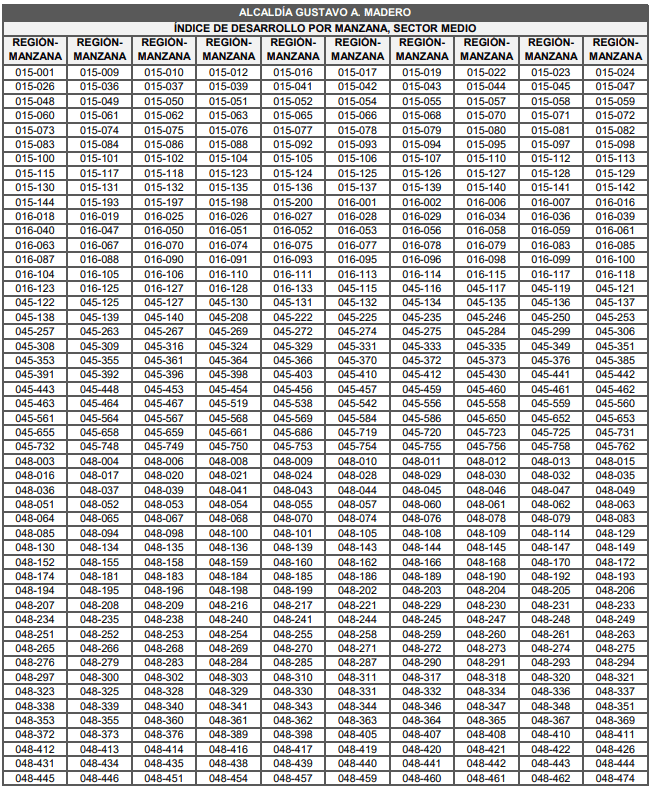 ALCALDÍA GUSTAVO A. MADERO
ÍNDICE DE DESARROLLO POR MANZANA, SECTOR MEDIO
REGIÓN- REGIÓN- REGIÓN- REGIÓN- REGIÓN- REGIÓN- REGIÓN- REGIÓN- REGIÓN- REGIÓN-
MANZANA MANZANA MANZANA MANZANA MANZANA MANZANA MANZANA MANZANA MANZANA MANZANA
015-001 015-009 015-010 015-012 015-016 015-017 015-019 015-022 015-023 015-024
015-026 015-036 015-037 015-039 015-041 015-042 015-043 015-044 015-045 015-047
015-048 015-049 015-050 015-051 015-052 015-054 015-055 015-057 015-058 015-059
015-060 015-061 015-062 015-063 015-065 015-066 015-068 015-070 015-071 015-072
015-073 015-074 015-075 015-076 015-077 015-078 015-079 015-080 015-081 015-082
015-083 015-084 015-086 015-088 015-092 015-093 015-094 015-095 015-097 015-098
015-100 015-101 015-102 015-104 015-105 015-106 015-107 015-110 015-112 015-113
015-115 015-117 015-118 015-123 015-124 015-125 015-126 015-127 015-128 015-129
015-130 015-131 015-132 015-135 015-136 015-137 015-139 015-140 015-141 015-142
015-144 015-193 015-197 015-198 015-200 016-001 016-002 016-006 016-007 016-016
016-018 016-019 016-025 016-026 016-027 016-028 016-029 016-034 016-036 016-039
016-040 016-047 016-050 016-051 016-052 016-053 016-056 016-058 016-059 016-061
016-063 016-067 016-070 016-074 016-075 016-077 016-078 016-079 016-083 016-085
016-087 016-088 016-090 016-091 016-093 016-095 016-096 016-098 016-099 016-100
016-104 016-105 016-106 016-110 016-111 016-113 016-114 016-115 016-117 016-118
016-123 016-125 016-127 016-128 016-133 045-115 045-116 045-117 045-119 045-121
045-122 045-125 045-127 045-130 045-131 045-132 045-134 045-135 045-136 045-137
045-138 045-139 045-140 045-208 045-222 045-225 045-235 045-246 045-250 045-253
045-257 045-263 045-267 045-269 045-272 045-274 045-275 045-284 045-299 045-306
045-308 045-309 045-316 045-324 045-329 045-331 045-333 045-335 045-349 045-351
045-353 045-355 045-361 045-364 045-366 045-370 045-372 045-373 045-376 045-385
045-391 045-392 045-396 045-398 045-403 045-410 045-412 045-430 045-441 045-442
045-443 045-448 045-453 045-454 045-456 045-457 045-459 045-460 045-461 045-462
045-463 045-464 045-467 045-519 045-538 045-542 045-556 045-558 045-559 045-560
045-561 045-564 045-567 045-568 045-569 045-584 045-586 045-650 045-652 045-653
045-655 045-658 045-659 045-661 045-686 045-719 045-720 045-723 045-725 045-731
045-732 045-748 045-749 045-750 045-753 045-754 045-755 045-756 045-758 045-762
048-003 048-004 048-006 048-008 048-009 048-010 048-011 048-012 048-013 048-015
048-016 048-017 048-020 048-021 048-024 048-028 048-029 048-030 048-032 048-035
048-036 048-037 048-039 048-041 048-043 048-044 048-045 048-046 048-047 048-049
048-051 048-052 048-053 048-054 048-055 048-057 048-060 048-061 048-062 048-063
048-064 048-065 048-067 048-068 048-070 048-074 048-076 048-078 048-079 048-083
048-085 048-094 048-098 048-100 048-101 048-105 048-108 048-109 048-114 048-129
048-130 048-134 048-135 048-136 048-139 048-143 048-144 048-145 048-147 048-149
048-152 048-155 048-158 048-159 048-160 048-162 048-166 048-168 048-170 048-172
048-174 048-181 048-183 048-184 048-185 048-186 048-189 048-190 048-192 048-193
048-194 048-195 048-196 048-198 048-199 048-202 048-203 048-204 048-205 048-206
048-207 048-208 048-209 048-216 048-217 048-221 048-229 048-230 048-231 048-233
048-234 048-235 048-238 048-240 048-241 048-244 048-245 048-247 048-248 048-249
048-251 048-252 048-253 048-254 048-255 048-258 048-259 048-260 048-261 048-263
048-265 048-266 048-268 048-269 048-270 048-271 048-272 048-273 048-274 048-275
048-276 048-279 048-283 048-284 048-285 048-287 048-290 048-291 048-293 048-294
048-297 048-300 048-302 048-303 048-310 048-311 048-317 048-318 048-320 048-321
048-323 048-325 048-328 048-329 048-330 048-331 048-332 048-334 048-336 048-337
048-338 048-339 048-340 048-341 048-343 048-344 048-346 048-347 048-348 048-351
048-353 048-355 048-360 048-361 048-362 048-363 048-364 048-365 048-367 048-369
048-372 048-373 048-376 048-389 048-398 048-405 048-407 048-408 048-410 048-411
048-412 048-413 048-414 048-416 048-417 048-419 048-420 048-421 048-422 048-426
048-431 048-434 048-435 048-438 048-439 048-440 048-441 048-442 048-443 048-444
048-445 048-446 048-451 048-454 048-457 048-459 048-460 048-461 048-462 048-474